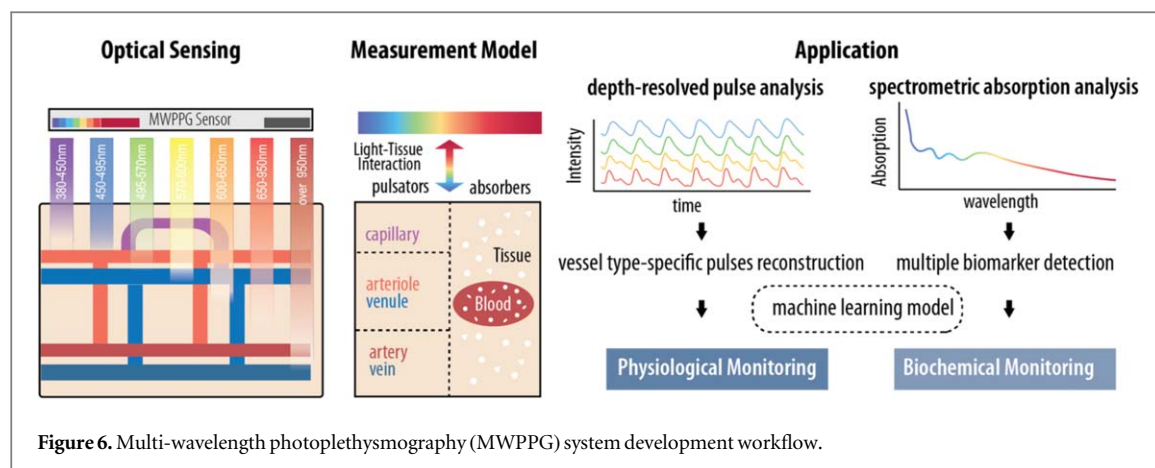 Optical Sensing
MWPPG Sensor
380-450nm
450-495nm
495-570nm
570-600nm
600-650nm
650-950nm
over 950nm
Measurement Model
Light-Tissue
Interaction
pulsators
absorbers
capillary
arteriole
venule
artery
vein
Tissue
Blood
Application
depth-resolved pulse analysis
Intensity
time
vessel type-specific pulses reconstruction
spectrometric absorption analysis
Absorption
wavelength
multiple biomarker detection
machine learning model
Physiological Monitoring
Biochemical Monitoring
Figure 6. Multi-wavelength photoplethysmography (MWPPG) system development workflow.